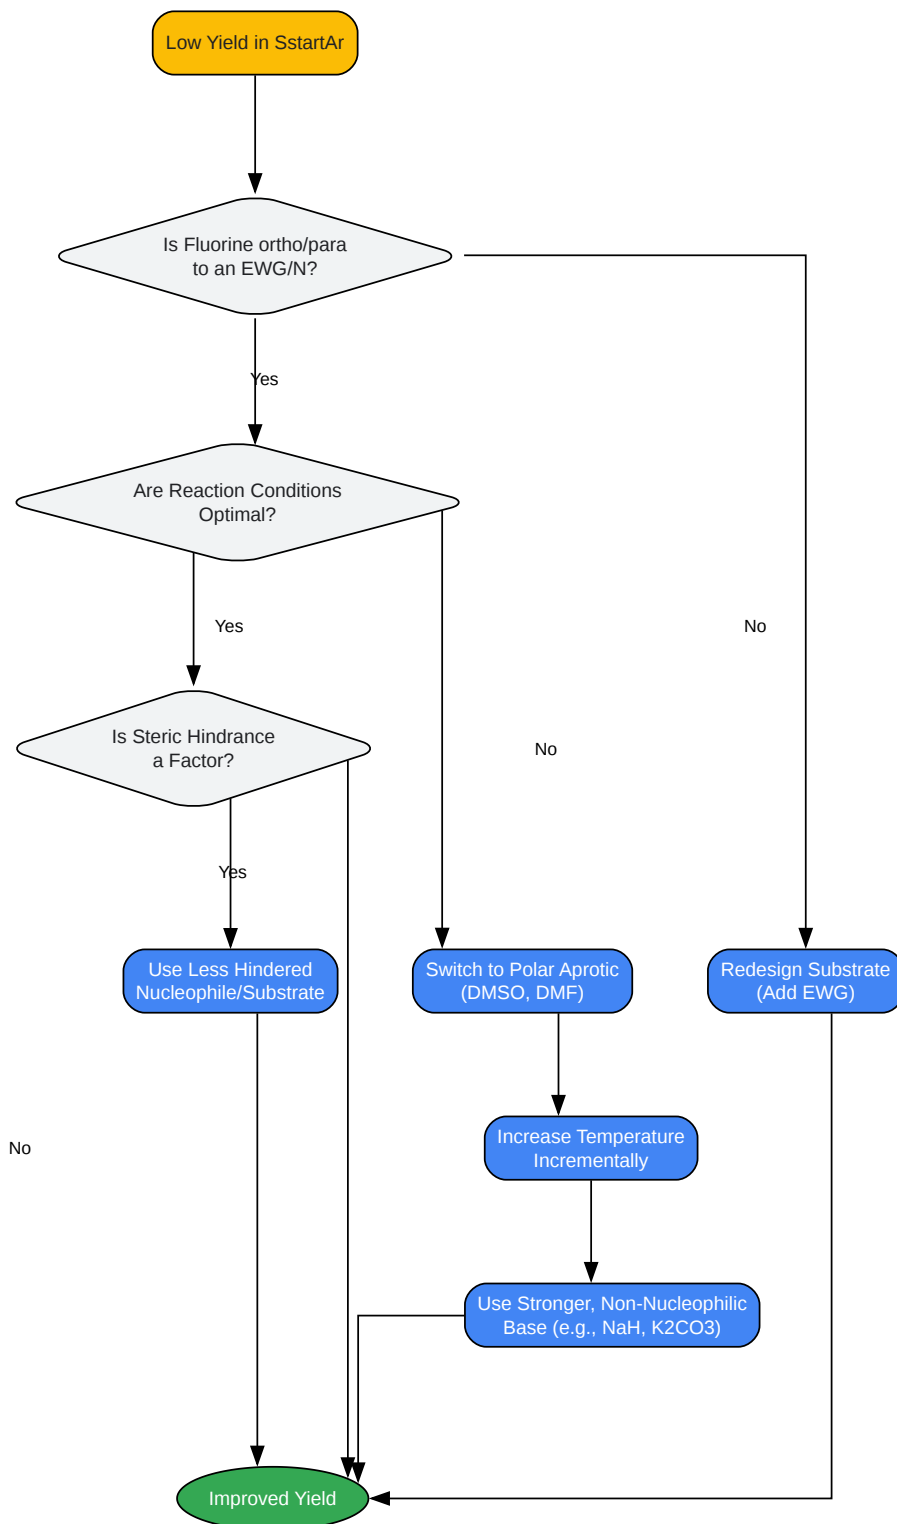 Low Yield in SstartAr
Is Fluorine ortho/para
to an EWG/N?
Yes
Are Reaction Conditions
Optimal?
Yes
No
Is Steric Hindrance
a Factor?
No
Yes
Use Less Hindered
Nucleophile/Substrate
Switch to Polar Aprotic
(DMSO, DMF)
Redesign Substrate
(Add EWG)
Increase Temperature
Incrementally
No
Use Stronger, Non-Nucleophilic
Base (e.g., NaH, K2CO3)
Improved Yield